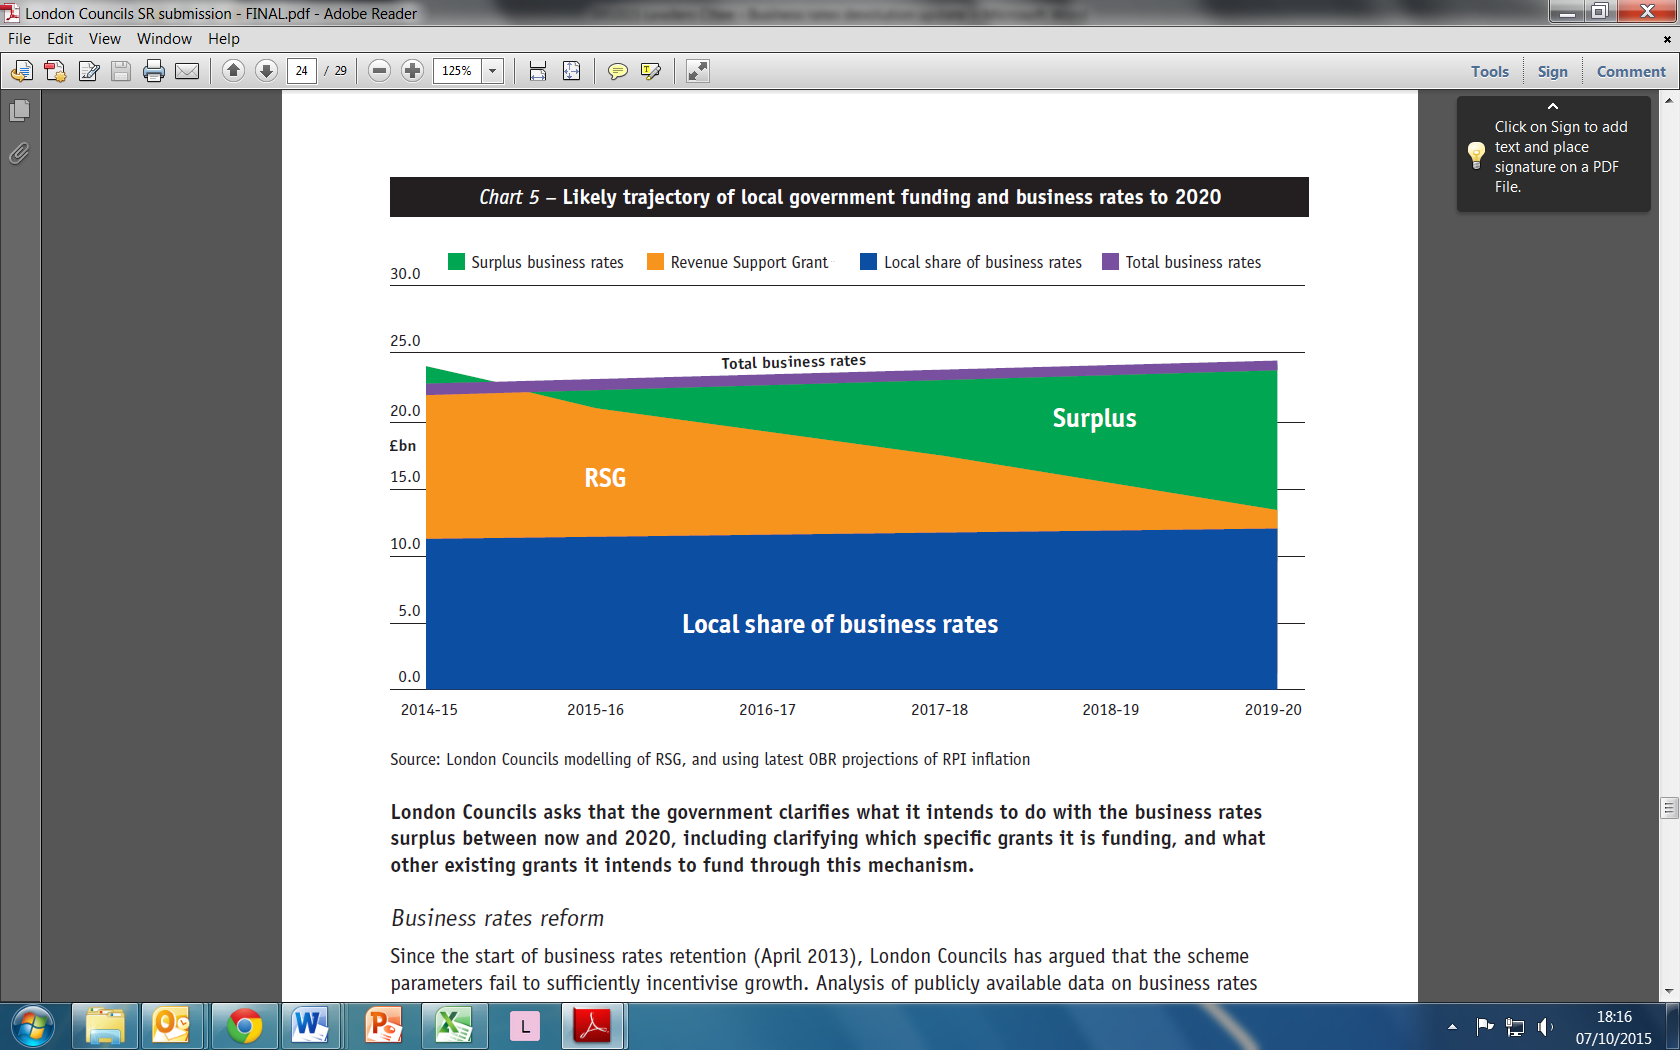 London Councils SR submission - FINAL.pdf - Adobe Reader
File Edit View Window Help
24 / 29 125% Tools Sign Comment
Click on Sign to add
text and place
signature on a PDF
File.
Chart 5 – Likely trajectory of local government funding and business rates to 2020
Surplus business rates Revenue Support Grant Local share of business rates Total business rates
30.0
25.0
Total business rates
20.0
Surplus
£bn
15.0
RSG
10.0
5.0
Local share of business rates
0.0
2014-15 2015-16 2016-17 2017-18 2018-19 2019-20
Source: London Councils modelling of RSG, and using latest OBR projections of RPI inflation
London Councils asks that the government clarifies what it intends to do with the business rates
surplus between now and 2020, including clarifying which specific grants it is funding, and what
other existing grants it intends to fund through this mechanism.
Business rates reform
Since the start of business rates retention (April 2013), London Councils has argued that the scheme
parameters fail to sufficiently incentivise growth. Analysis of publicly available data on business rates
L
18:16
07/10/2015